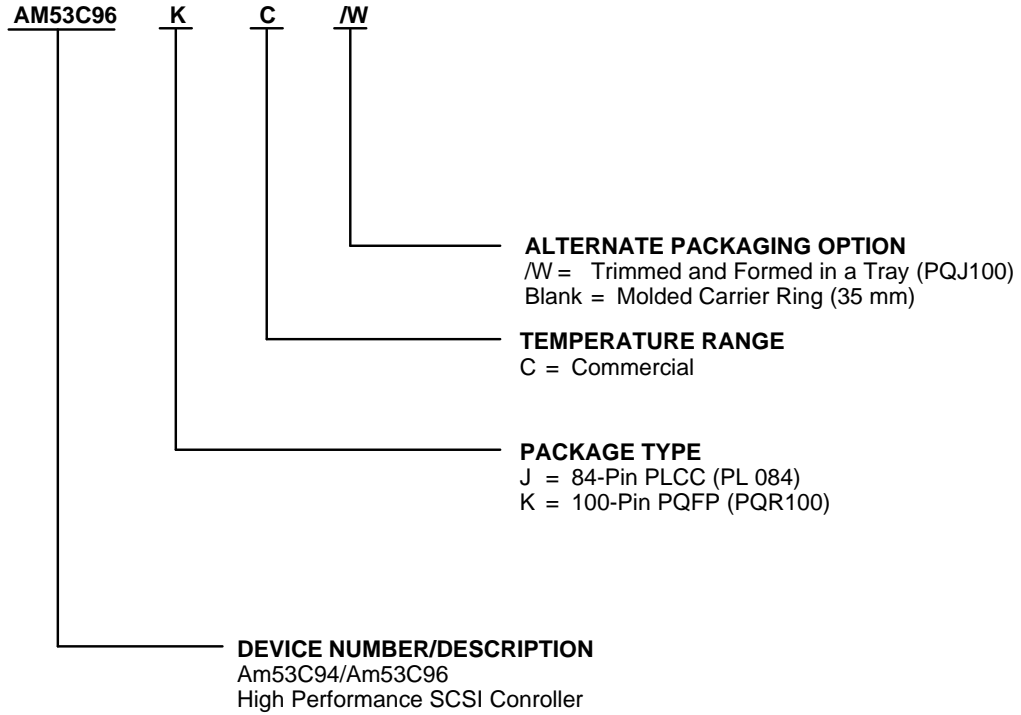 AM53C96 K C /W
ALTERNATE PACKAGING OPTION
/W = Trimmed and Formed in a Tray (PQJ100)
Blank = Molded Carrier Ring (35 mm)
TEMPERATURE RANGE
C = Commercial
PACKAGE TYPE
J = 84-Pin PLCC (PL 084)
K = 100-Pin PQFP (PQR100)
DEVICE NUMBER/DESCRIPTION
Am53C94/Am53C96
High Performance SCSI Conroller